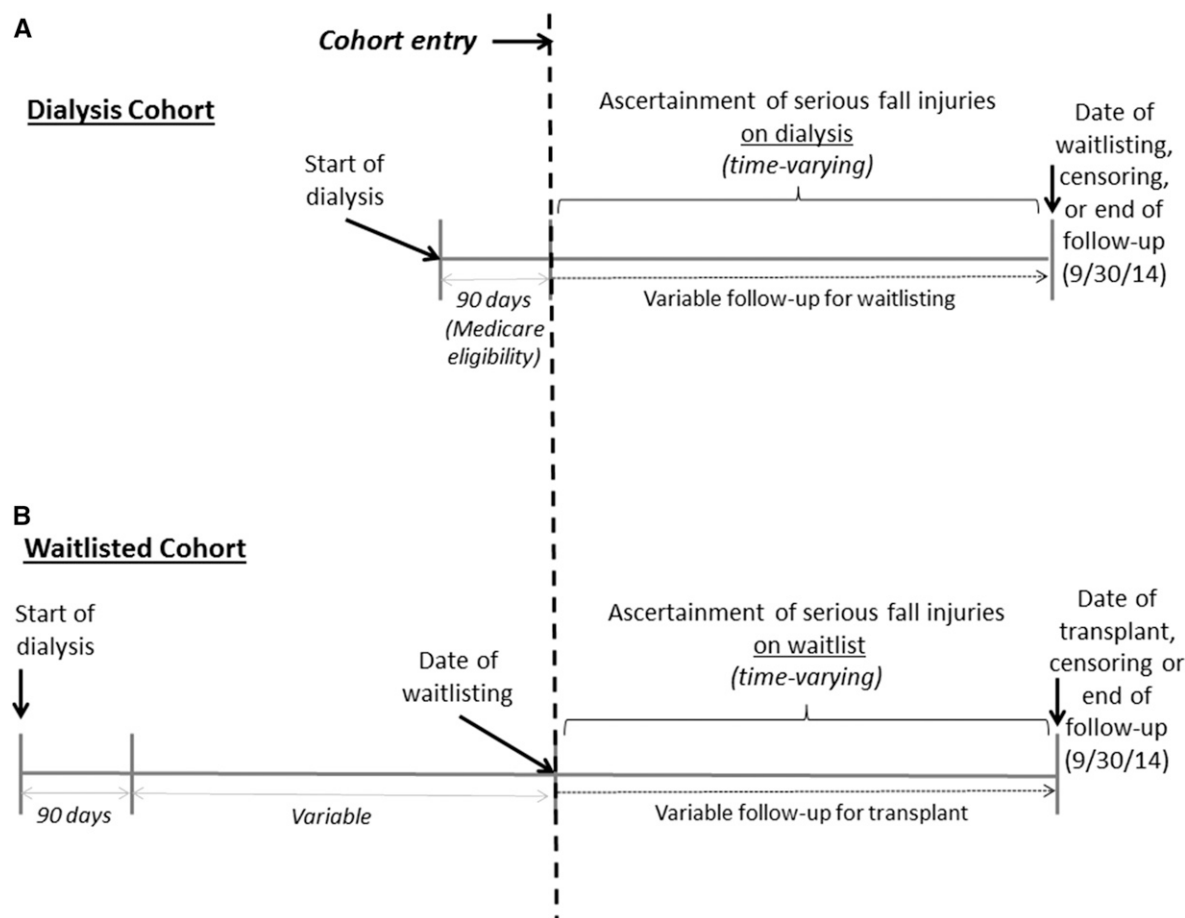 A
Cohort entry
Dialysis Cohort
Start of
dialysis
Ascertainment of serious fall injuries
on dialysis
(time-varying)
Date of
waitlisting,
censoring,
or end of
follow-up
(9/30/14)
90 days
(Medicare
eligibility)
Variable follow-up for waitlisting
B
Waitlisted Cohort
Start of
dialysis
Date of
waitlisting
Ascertainment of serious fall injuries
on waitlist
(time-varying)
Date of
transplant,
censoring or
end of
follow-up
(9/30/14)
90 days
Variable
Variable follow-up for transplant